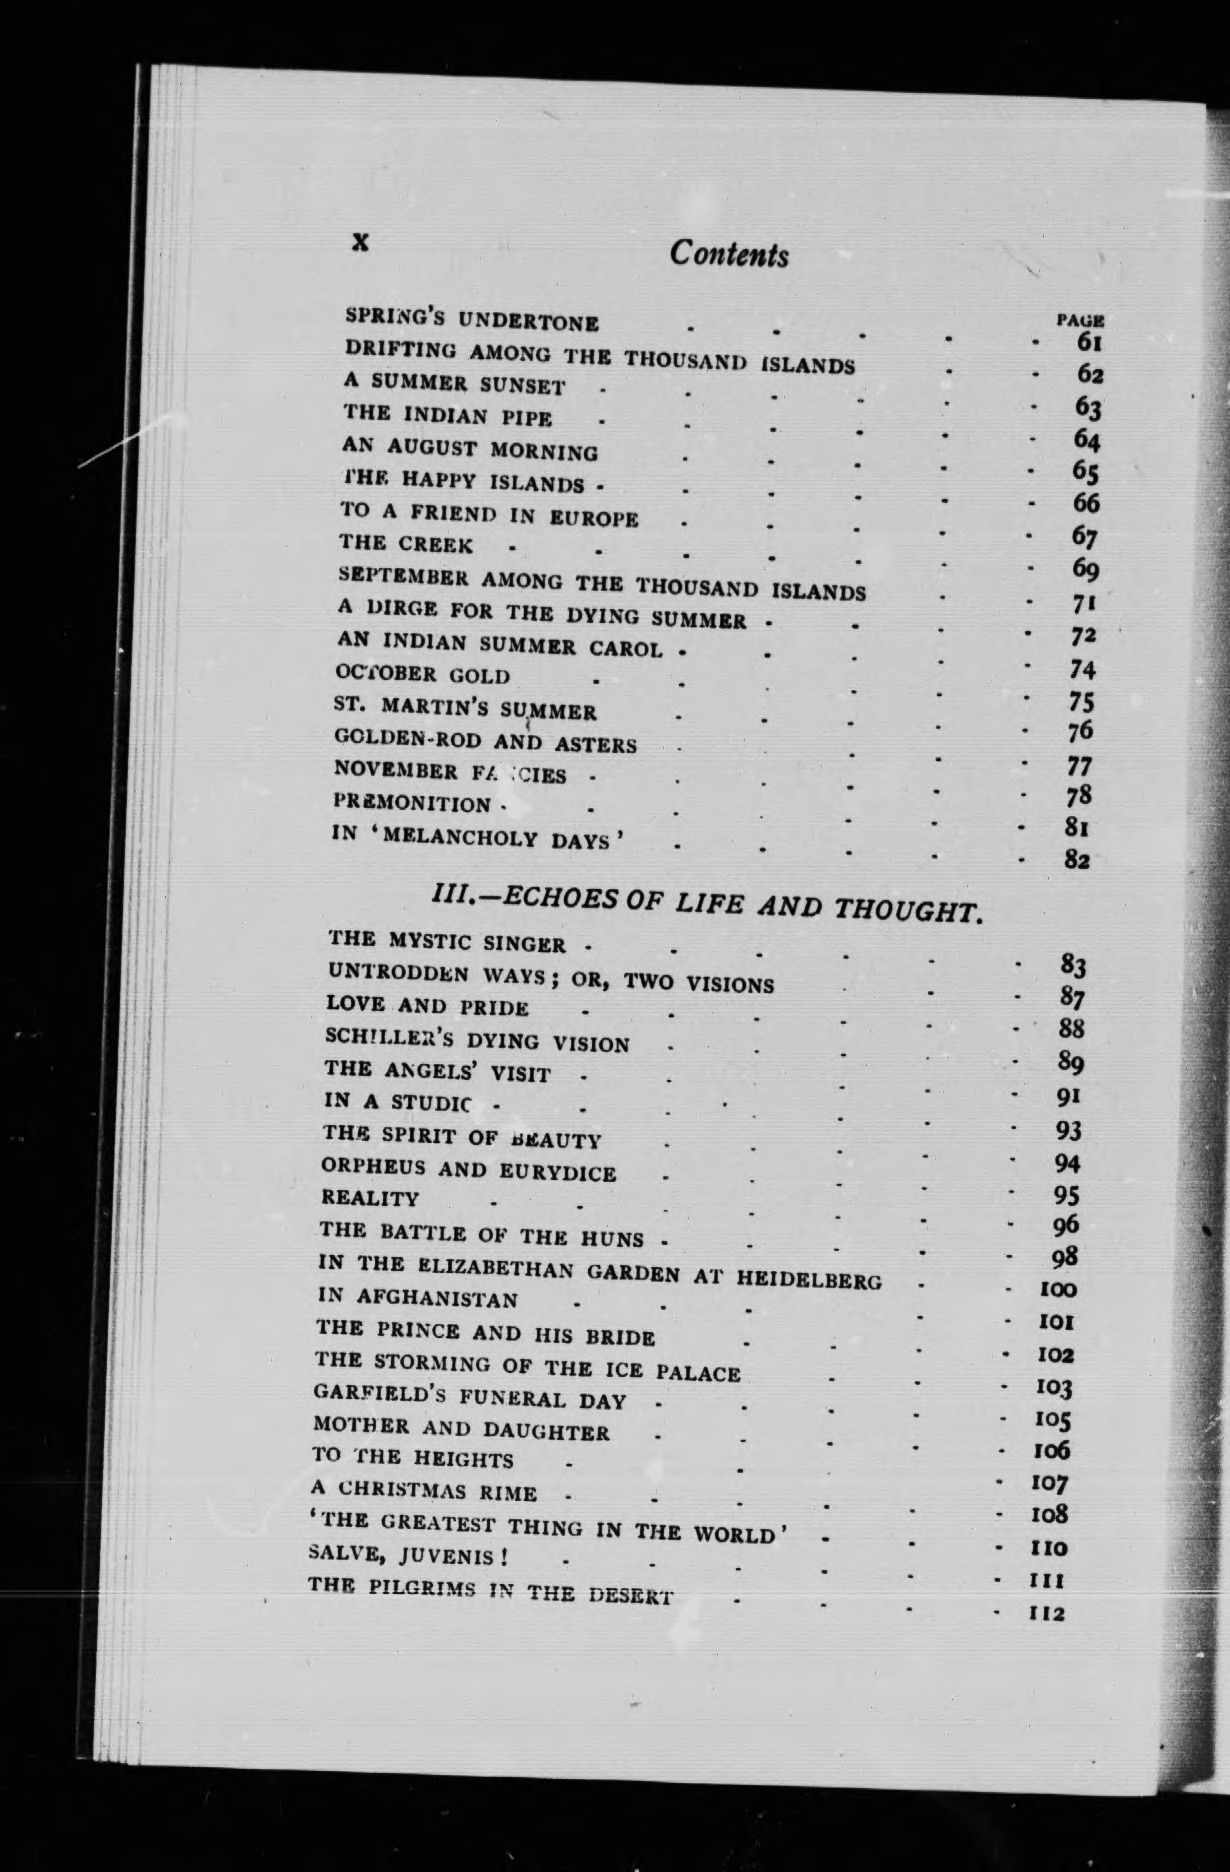 x Contents
PAGE
SPRING'S UNDERTONE - - - - - 61
DRIFTING AMONG THE THOUSAND ISLANDS - - 62
A SUMMER SUNSET - - - - - - 63
THE INDIAN PIPE - - - - - - 64
AN AUGUST MORNING - - - - - 65
THE HAPPY ISLANDS - - - - - - 66
TO A FRIEND IN EUROPE - - - - - 67
THE CREEK - - - - - - - 69
SEPTEMBER AMONG THE THOUSAND ISLANDS - - 71
A DIRGE FOR THE DYING SUMMER - - - - 72
AN INDIAN SUMMER CAROL - - - - - 74
OCTOBER GOLD - - - - - - 75
ST. MARTIN'S SUMMER - - - - - 76
GOLDEN-ROD AND ASTERS - - - - 77
NOVEMBER FANCIES - - - - - - 78
PREMONITION - - - - - - - 81
IN 'MELANCHOLY DAYS' - - - - - 82
III.—ECHOES OF LIFE AND THOUGHT.
THE MYSTIC SINGER - - - - - - 83
UNTRODDEN WAYS; OR, TWO VISIONS - - - 87
LOVE AND PRIDE - - - - - - 88
SCHILLER'S DYING VISION - - - - - 89
THE ANGELS' VISIT - - - - - 91
IN A STUDIO - - - - - - 93
THE SPIRIT OF BEAUTY - - - - - 94
ORPHEUS AND EURYDICE - - - - - 95
REALITY - - - - - - - 96
THE BATTLE OF THE HUNS - - - - - 98
IN THE ELIZABETHAN GARDEN AT HEIDELBERG - - 100
IN AFGHANISTAN - - - - - 101
THE PRINCE AND HIS BRIDE - - - - 102
THE STORMING OF THE ICE PALACE - - - 103
GARFIELD'S FUNERAL DAY - - - - - 105
MOTHER AND DAUGHTER - - - - - 106
TO THE HEIGHTS - - - 107
A CHRISTMAS RIME - - - - - - 108
'THE GREATEST THING IN THE WORLD' - - - 110
SALVE, JUVENIS! - - - - - - 111
THE PILGRIMS IN THE DESERT - - - - 112